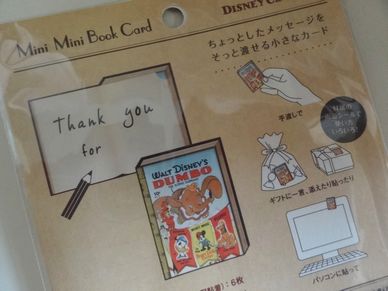 Mini Mini Book Card
DISNEY
ちょっとしたメッセージを
そっと渡せる小さなカード
Thank you
for
手渡しで
WALT DISNEY'S
DUMBO
ギフトに一言、添えたり貼ったり
パソコンに貼って
6枚